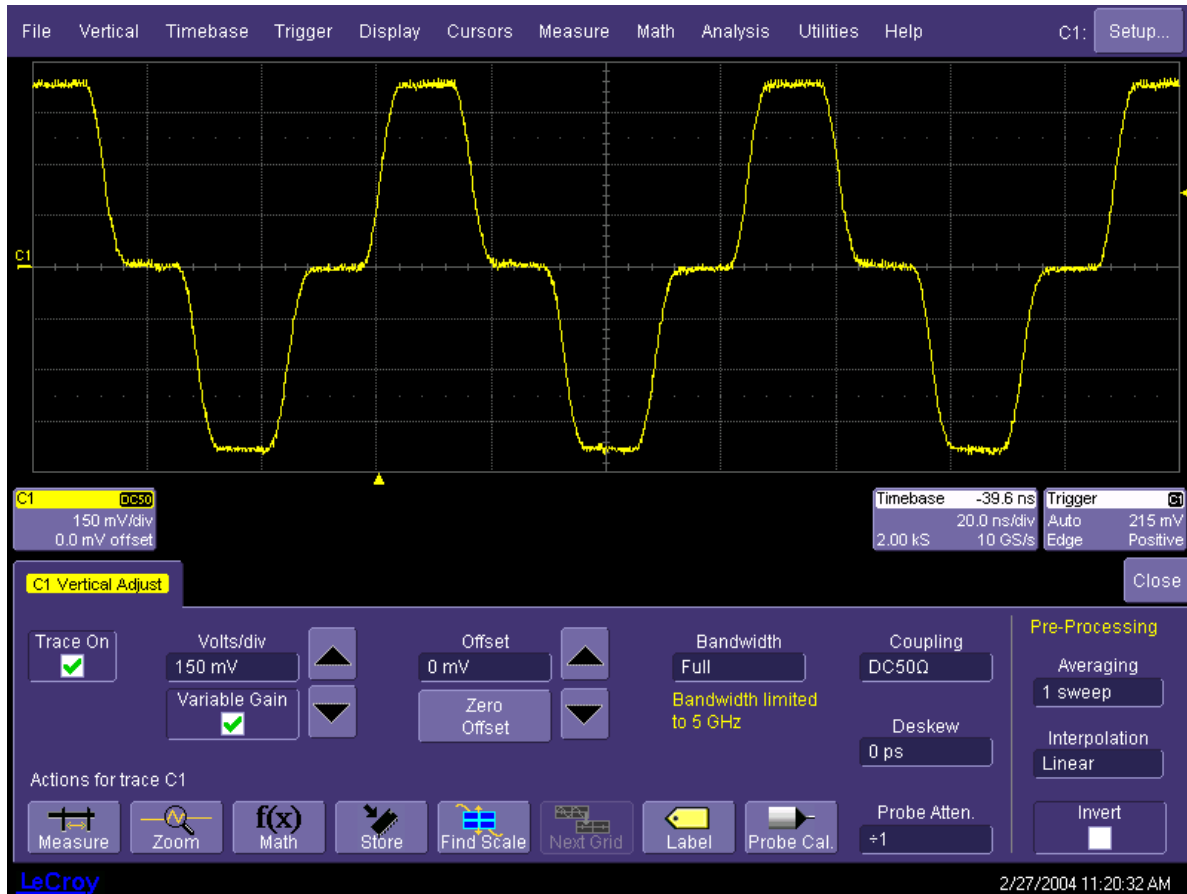 File Vertical Timebase Trigger Display Cursors Measure Math Analysis Utilities Help C1: Setup...
C1
C1 DC50
150 mV/div
0.0 mV offset
Timebase -39.6 ns
20.0 ns/div
2.00 kS 10 GS/s
Trigger C1
Auto 215 mV
Edge Positive
C1 Vertical Adjust
Close
Trace On
Volts/div
150 mV
Variable Gain
Offset
0 mV
Zero
Offset
Bandwidth
Full
Bandwidth limited
to 5 GHz
Coupling
DC50Ω
Deskew
0 ps
Probe Atten.
÷1
Pre-Processing
Averaging
1 sweep
Interpolation
Linear
Invert
Actions for trace C1
Measure
Zoom
f(x)
Math
Store
Find Scale
Next Grid
Label
Probe Cal.
LeCroy
2/27/2004 11:20:32 AM